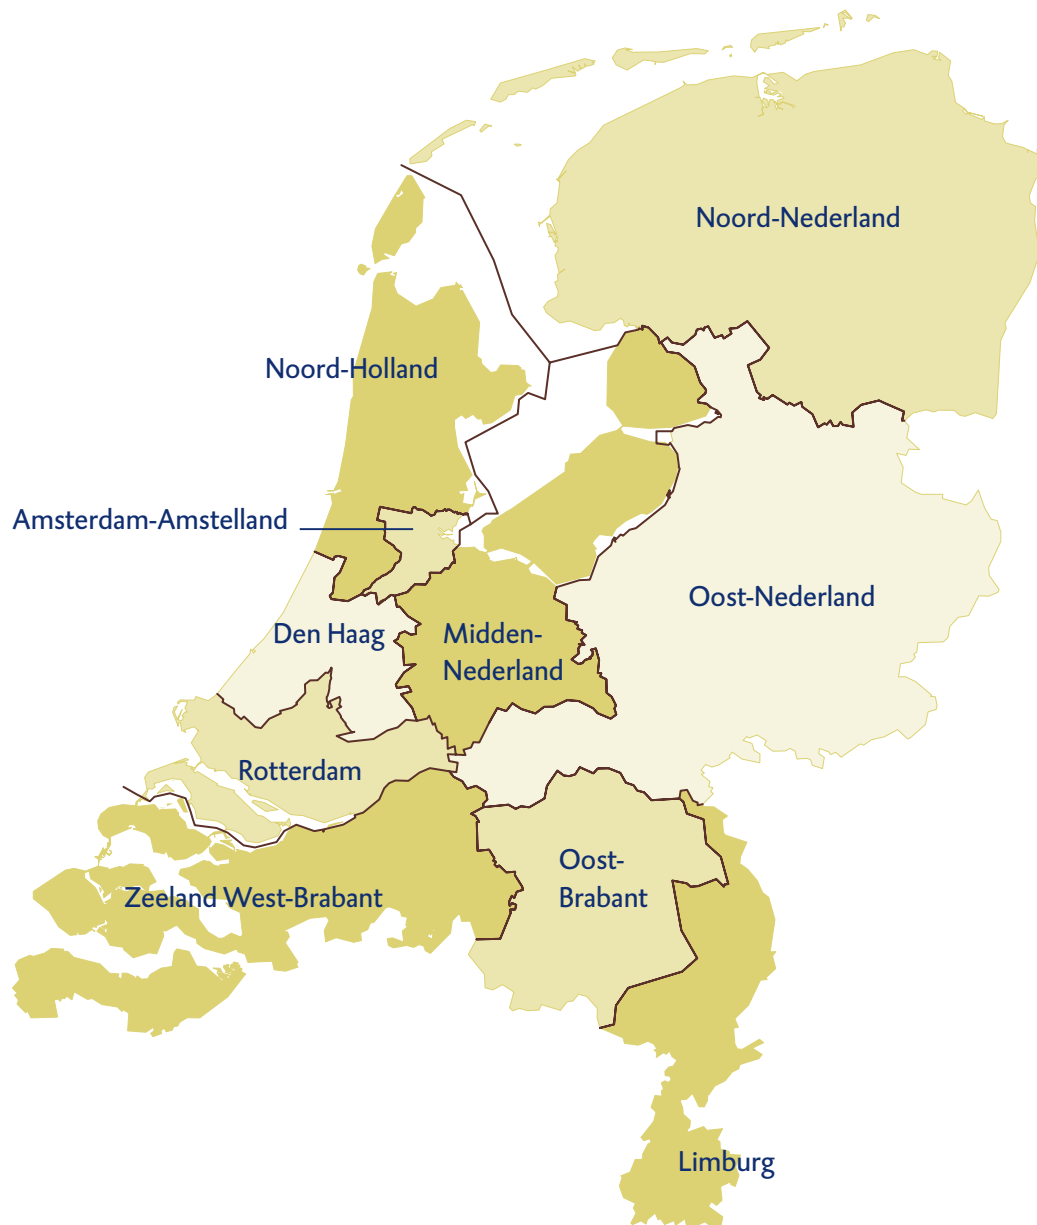 Noord-Nederland
Noord-Holland
Amsterdam-Amstelland
Oost-Nederland
Den Haag
Midden-
Nederland
Rotterdam
Oost-
Brabant
Zeeland West-Brabant
Limburg